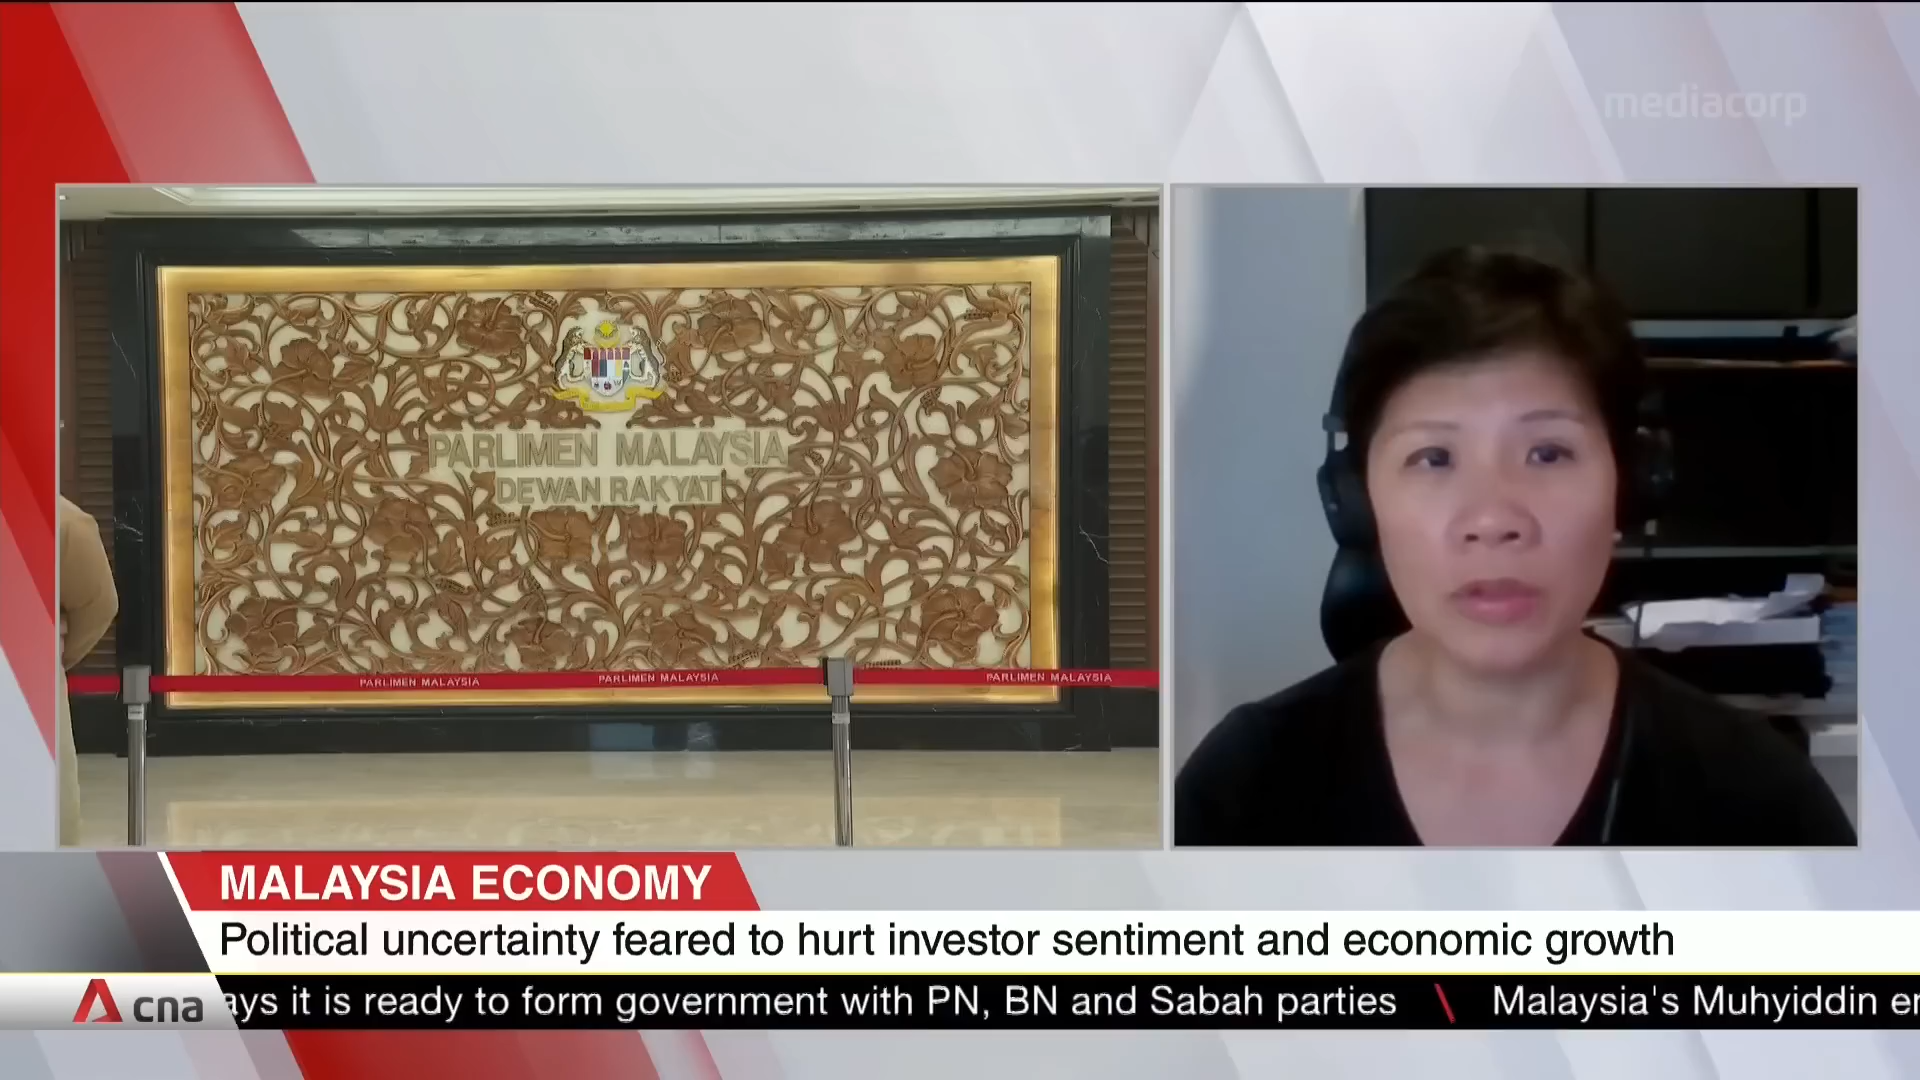 mediacorp
PARLIMEN MALAYSIA
DEWAN RAKYAT
PARLIMEN MALAYSIA PARLIMEN MALAYSIA PARLIMEN MALAYSIA
MALAYSIA ECONOMY
Political uncertainty feared to hurt investor sentiment and economic growth
cna
ays it is ready to form government with PN, BN and Sabah parties \ Malaysia's Muhyiddin